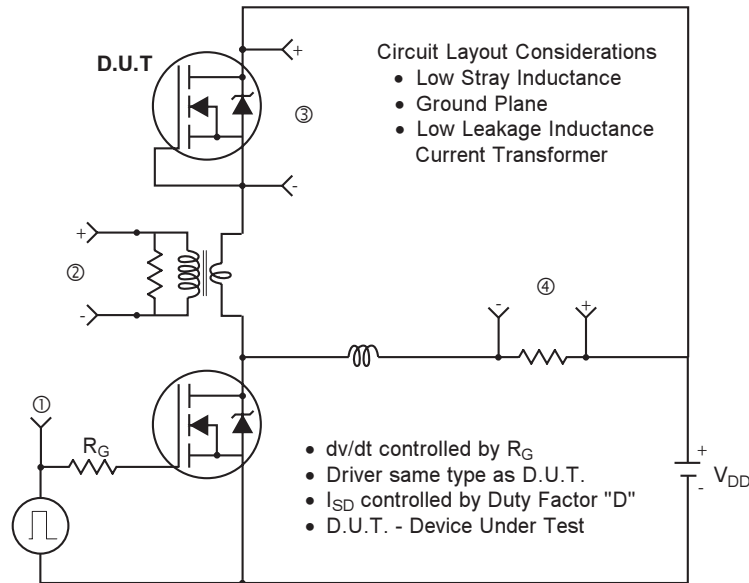 D.U.T
+
③
-
Circuit Layout Considerations
• Low Stray Inductance
• Ground Plane
• Low Leakage Inductance
Current Transformer
+
②
-
④
- +
①
R_G
• dv/dt controlled by R_G
• Driver same type as D.U.T.
• I_SD controlled by Duty Factor "D"
• D.U.T. - Device Under Test
+
V_DD
-